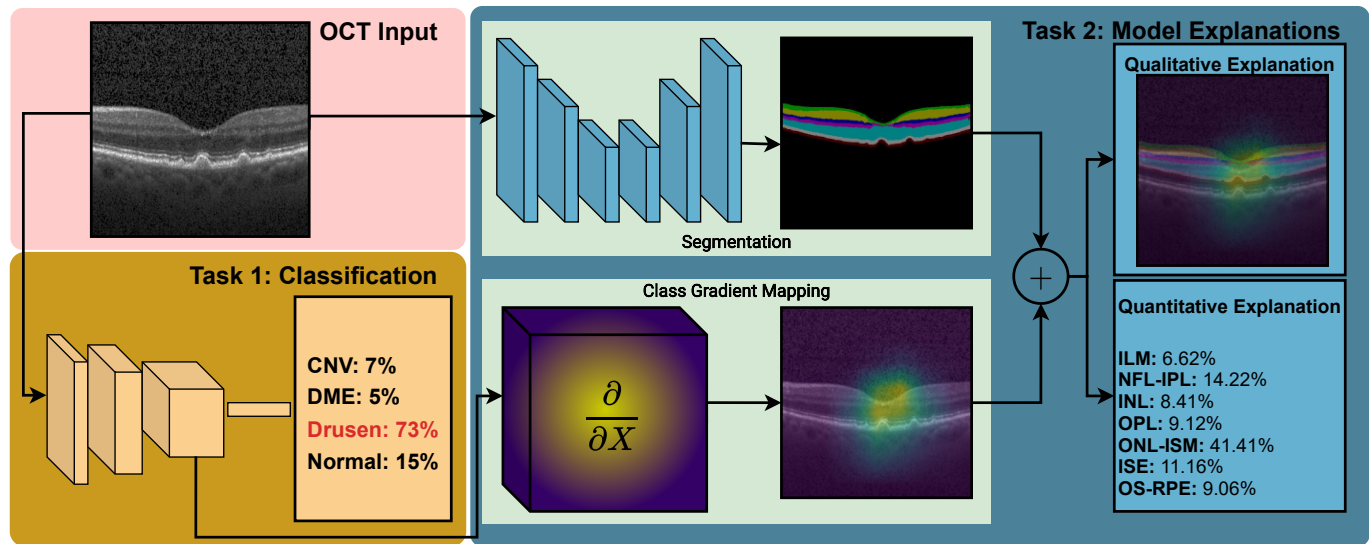 OCT Input
Task 1: Classification
CNV: 7%
DME: 5%
Drusen: 73%
Normal: 15%
Task 2: Model Explanations
Segmentation
Class Gradient Mapping
∂
∂X
+
Qualitative Explanation
Quantitative Explanation
ILM: 6.62%
NFL-IPL: 14.22%
INL: 8.41%
OPL: 9.12%
ONL-ISM: 41.41%
ISE: 11.16%
OS-RPE: 9.06%